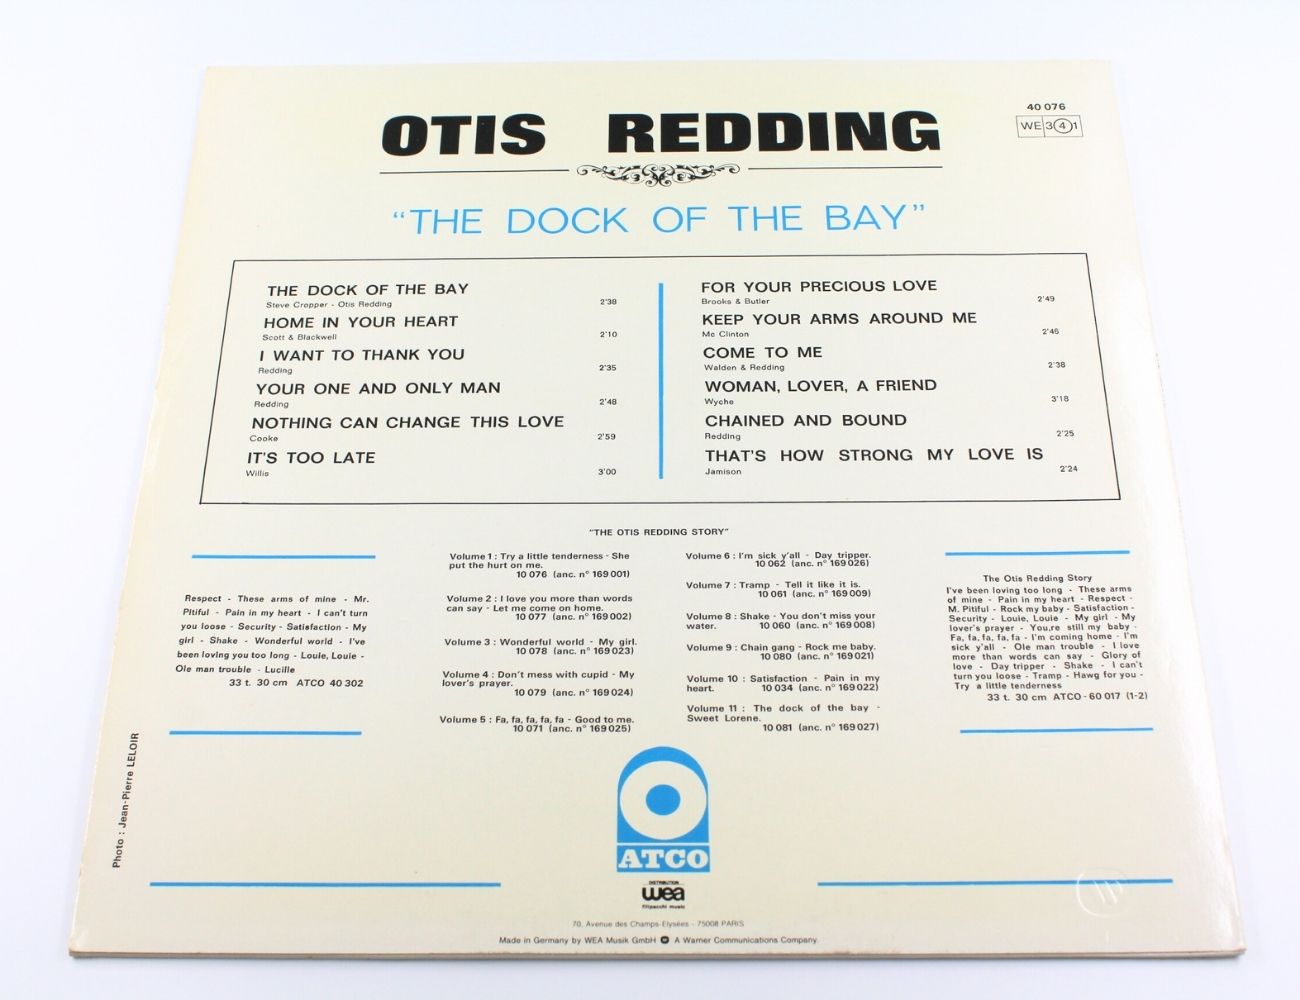 40 076
WE 3 4 1
OTIS REDDING
“THE DOCK OF THE BAY”
THE DOCK OF THE BAY
Steve Cropper - Otis Redding 2'38
HOME IN YOUR HEART
Scott & Blackwell 2'10
I WANT TO THANK YOU
Redding 2'35
YOUR ONE AND ONLY MAN
Redding 2'48
NOTHING CAN CHANGE THIS LOVE
Cooke 2'59
IT'S TOO LATE
Willis 3'00
FOR YOUR PRECIOUS LOVE
Brooks & Butler 2'49
KEEP YOUR ARMS AROUND ME
Mc Clinton 2'46
COME TO ME
Walden & Redding 2'38
WOMAN, LOVER, A FRIEND
Wyche 3'18
CHAINED AND BOUND
Redding 2'25
THAT'S HOW STRONG MY LOVE IS
Jamison 2'24
“THE OTIS REDDING STORY”
Respect - These arms of mine - Mr.
Pitiful - Pain in my heart - I can't turn
you loose - Security - Satisfaction - My
girl - Shake - Wonderful world - I've
been loving you too long - Louie, Louie -
Ole man trouble - Lucille
33 t. 30 cm ATCO 40 302
Volume 1 : Try a little tenderness - She
put the hurt on me.
10 076 (anc. n° 169 001)
Volume 2 : I love you more than words
can say - Let me come on home.
10 077 (anc. n° 169 002)
Volume 3 : Wonderful world - My girl.
10 078 (anc. n° 169 023)
Volume 4 : Don't mess with cupid - My
lover's prayer.
10 079 (anc. n° 169 024)
Volume 5 : Fa, fa, fa, fa, fa - Good to me.
10 071 (anc. n° 169 025)
Volume 6 : I'm sick y'all - Day tripper.
10 062 (anc. n° 169 026)
Volume 7 : Tramp - Tell it like it is.
10 061 (anc. n° 169 009)
Volume 8 : Shake - You don't miss your
water. 10 060 (anc. n° 169 008)
Volume 9 : Chain gang - Rock me baby.
10 080 (anc. n° 169 021)
Volume 10 : Satisfaction - Pain in my
heart. 10 034 (anc. n° 169 022)
Volume 11 : The dock of the bay -
Sweet Lorene.
10 081 (anc. n° 169 027)
The Otis Redding Story
I've been loving too long - These arms
of mine - Pain in my heart - Respect -
M. Pitiful - Rock my baby - Satisfaction -
Security - Louie, Louie - My girl - My
lover's prayer - You,re still my baby -
Fa, fa, fa, fa, fa - I'm coming home - I'm
sick y'all - Ole man trouble - I love
more than words can say - Glory of
love - Day tripper - Shake - I can't
turn you loose - Tramp - Hawg for you -
Try a little tenderness
33 t. 30 cm ATCO - 60 017 (1-2)
Photo : Jean-Pierre LELOIR
ATCO
DISTRIBUTION
wea
filipacchi music
70, Avenue des Champs-Elysées - 75008 PARIS
Made in Germany by WEA Musik GmbH A Warner Communications Company